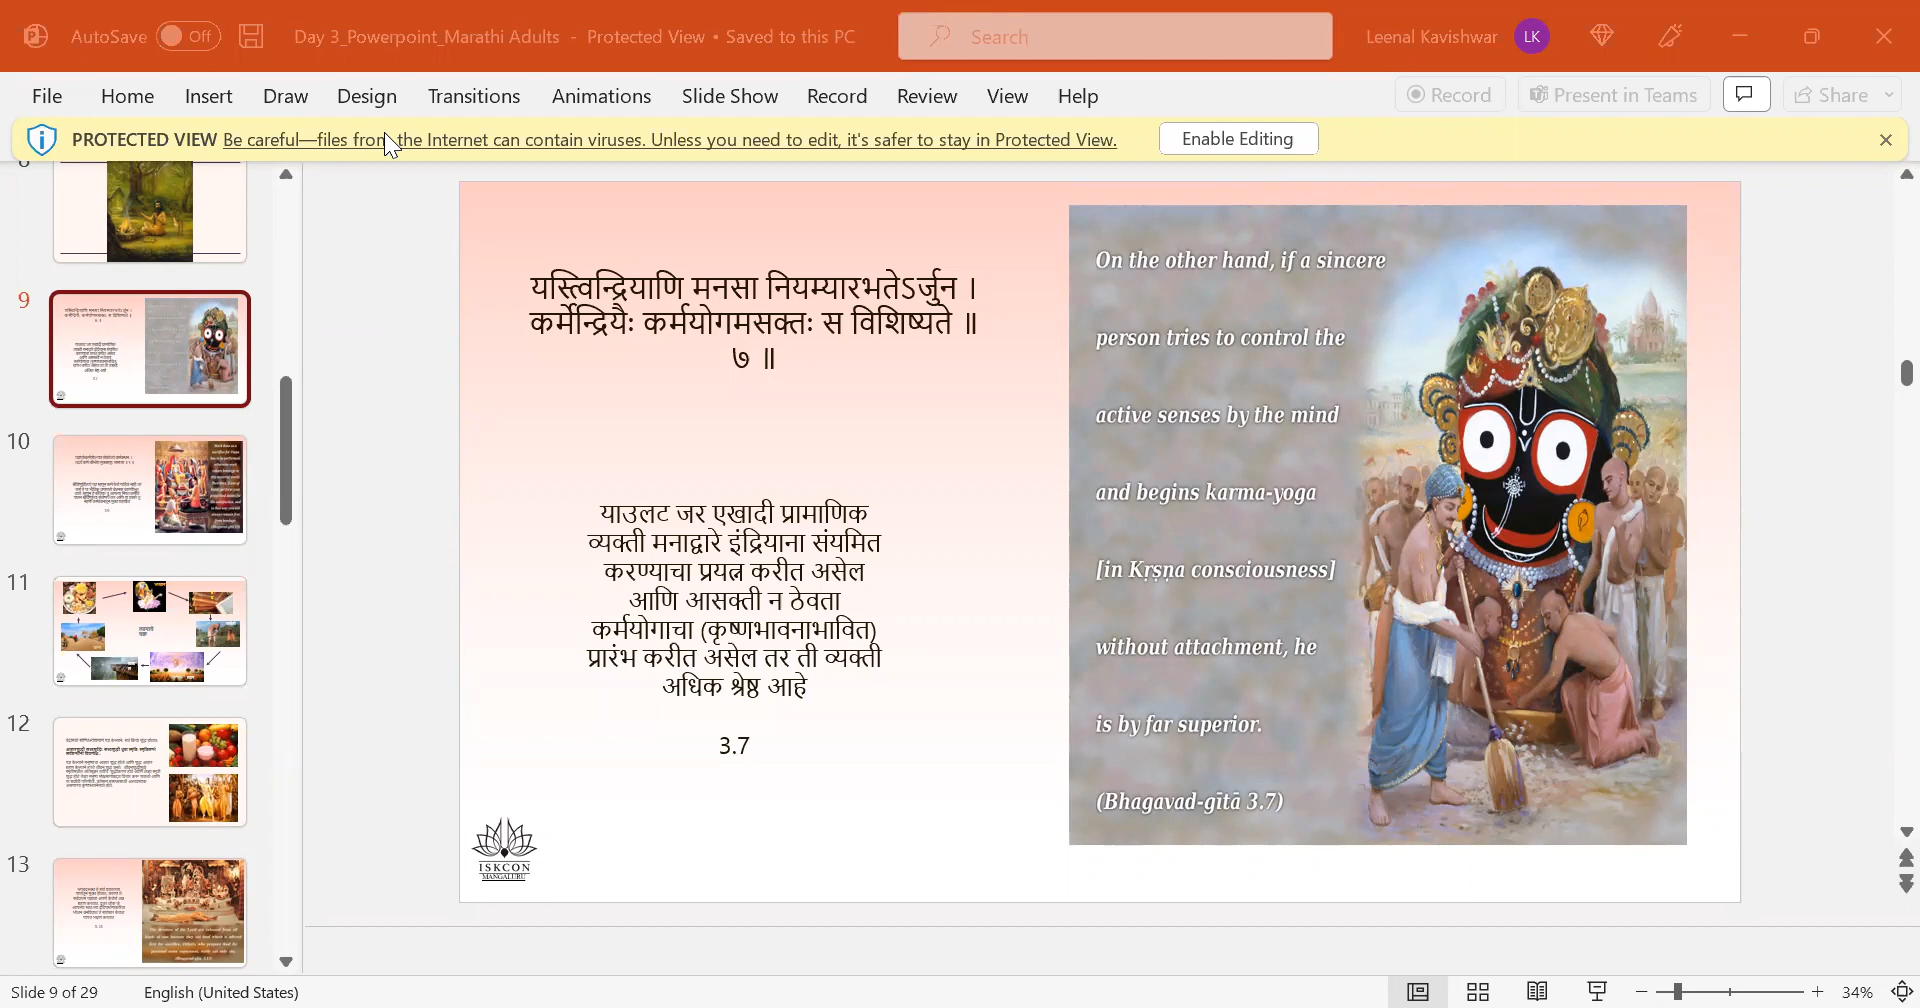 AutoSave Off Day 3_Powerpoint_Marathi Adults - Protected View • Saved to this PC Search Leenal Kavishwar LK
File Home Insert Draw Design Transitions Animations Slide Show Record Review View Help Record Present in Teams Share
PROTECTED VIEW Be careful—files from the Internet can contain viruses. Unless you need to edit, it's safer to stay in Protected View. Enable Editing
9
10
11
12
13
यस्त्विन्द्रियाणि मनसा नियम्यारभतेऽर्जुन ।
कर्मेन्द्रियैः कर्मयोगमसक्तः स विशिष्यते ॥
७ ॥
याउलट जर एखादी प्रामाणिक
व्यक्ती मनाद्वारे इंद्रियाना संयमित
करण्याचा प्रयत्न करीत असेल
आणि आसक्ती न ठेवता
कर्मयोगाचा (कृष्णभावनाभावित)
प्रारंभ करीत असेल तर ती व्यक्ती
अधिक श्रेष्ठ आहे
3.7
ISKCON
MANGALURU
On the other hand, if a sincere
person tries to control the
active senses by the mind
and begins karma-yoga
[in Kṛṣṇa consciousness]
without attachment, he
is by far superior.
(Bhagavad-gītā 3.7)
Slide 9 of 29 English (United States) 34%